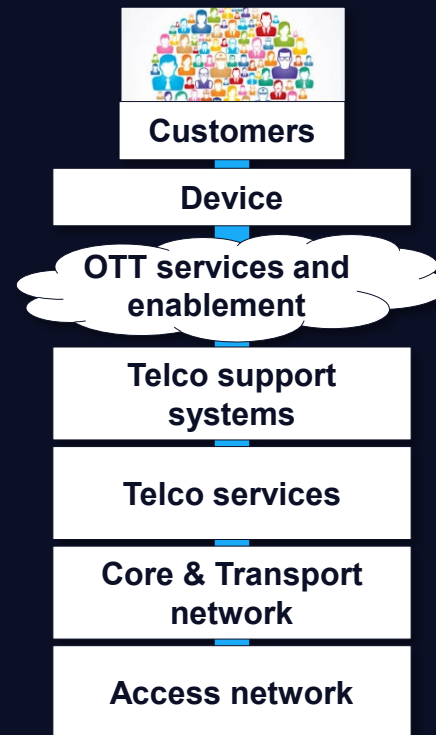 Customers
Device
OTT services and
enablement
Telco support
systems
Telco services
Core & Transport
network
Access network